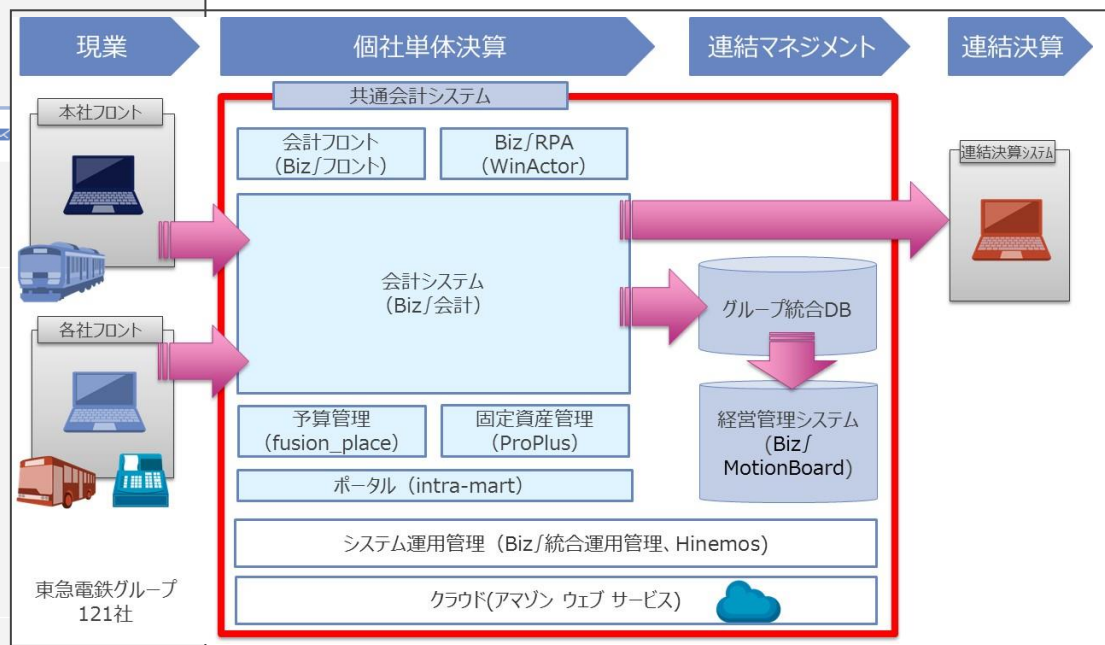 現業
個社単体決算
連結マネジメント
連結決算
共通会計システム
本社フロント
会計フロント
(Biz∫フロント)
Biz∫RPA
(WinActor)
連結決算システム
会計システム
(Biz∫会計)
グループ統合DB
各社フロント
予算管理
(fusion_place)
固定資産管理
(ProPlus)
経営管理システム
(Biz∫
MotionBoard)
ポータル (intra-mart)
システム運用管理 (Biz∫統合運用管理、Hinemos)
東急電鉄グループ
121社
クラウド(アマゾン ウェブ サービス)